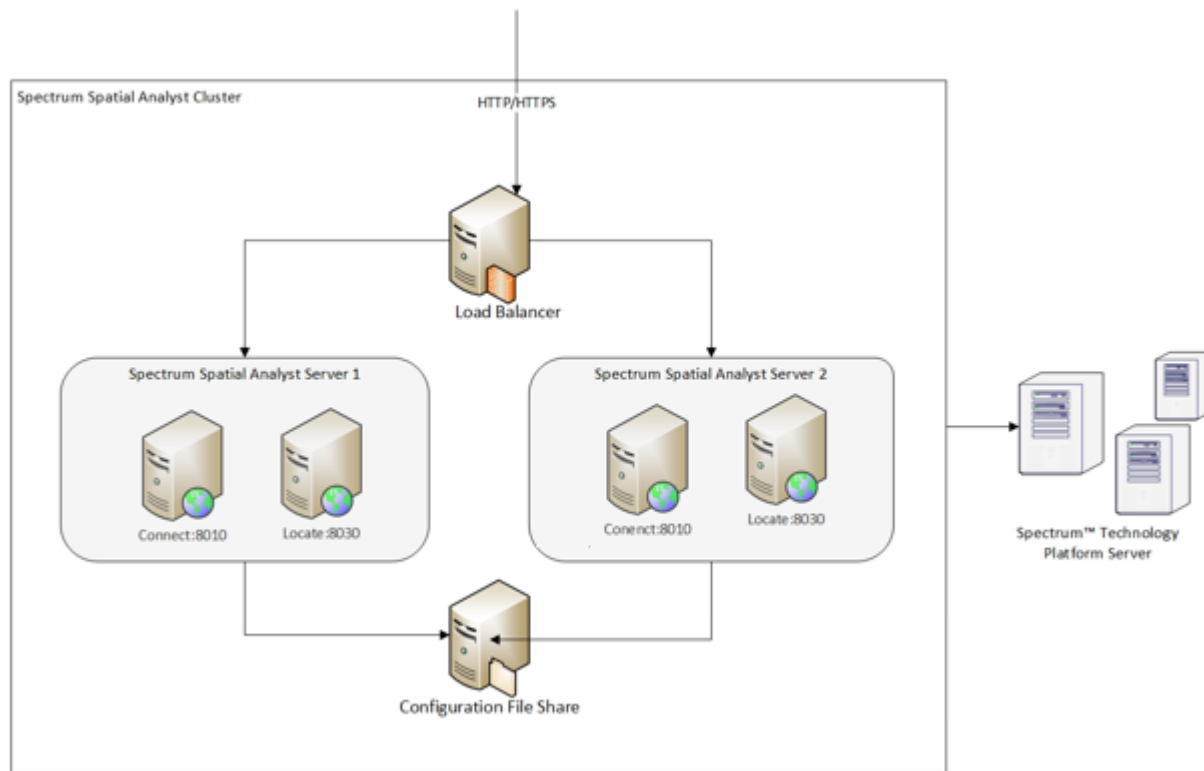 Spectrum Spatial Analyst Cluster
HTTP/HTTPS
Load Balancer
Spectrum Spatial Analyst Server 1
Spectrum Spatial Analyst Server 2
Connect:8010
Locate:8030
Conenct:8010
Locate:8030
Spectrum™ Technology
Platform Server
Configuration File Share